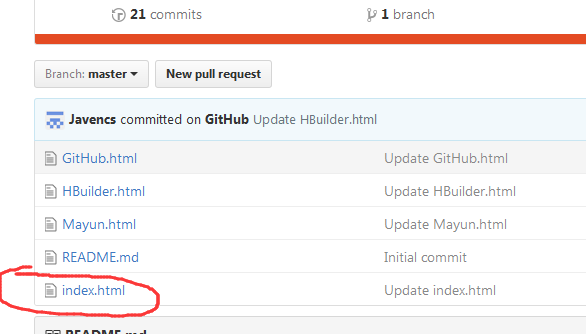 21 commits
1 branch
Branch: master
New pull request
Javencs committed on GitHub Update HBuilder.html
GitHub.html Update GitHub.html
HBuilder.html Update HBuilder.html
Mayun.html Update Mayun.html
README.md Initial commit
index.html Update index.html
README.md